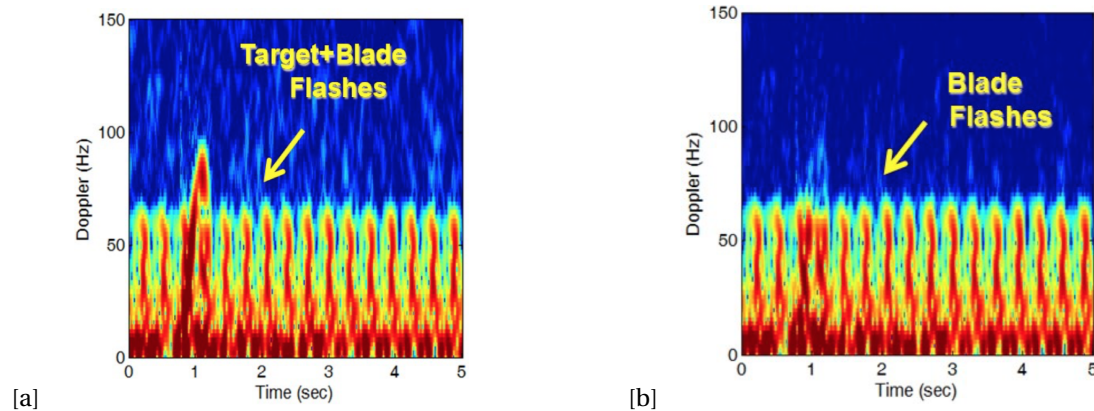 150
100
50
0
Doppler (Hz)
Target+Blade
Flashes
0 1 2 3 4 5
Time (sec)
[a]
150
100
50
0
Doppler (Hz)
Blade
Flashes
0 1 2 3 4 5
Time (sec)
[b]